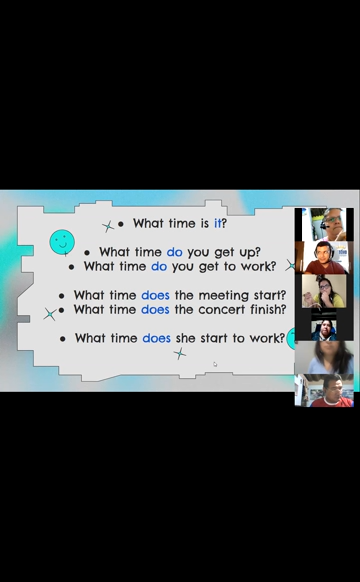 What time is it?
What time do you get up?
What time do you get to work?
What time does the meeting start?
What time does the concert finish?
What time does she start to work?